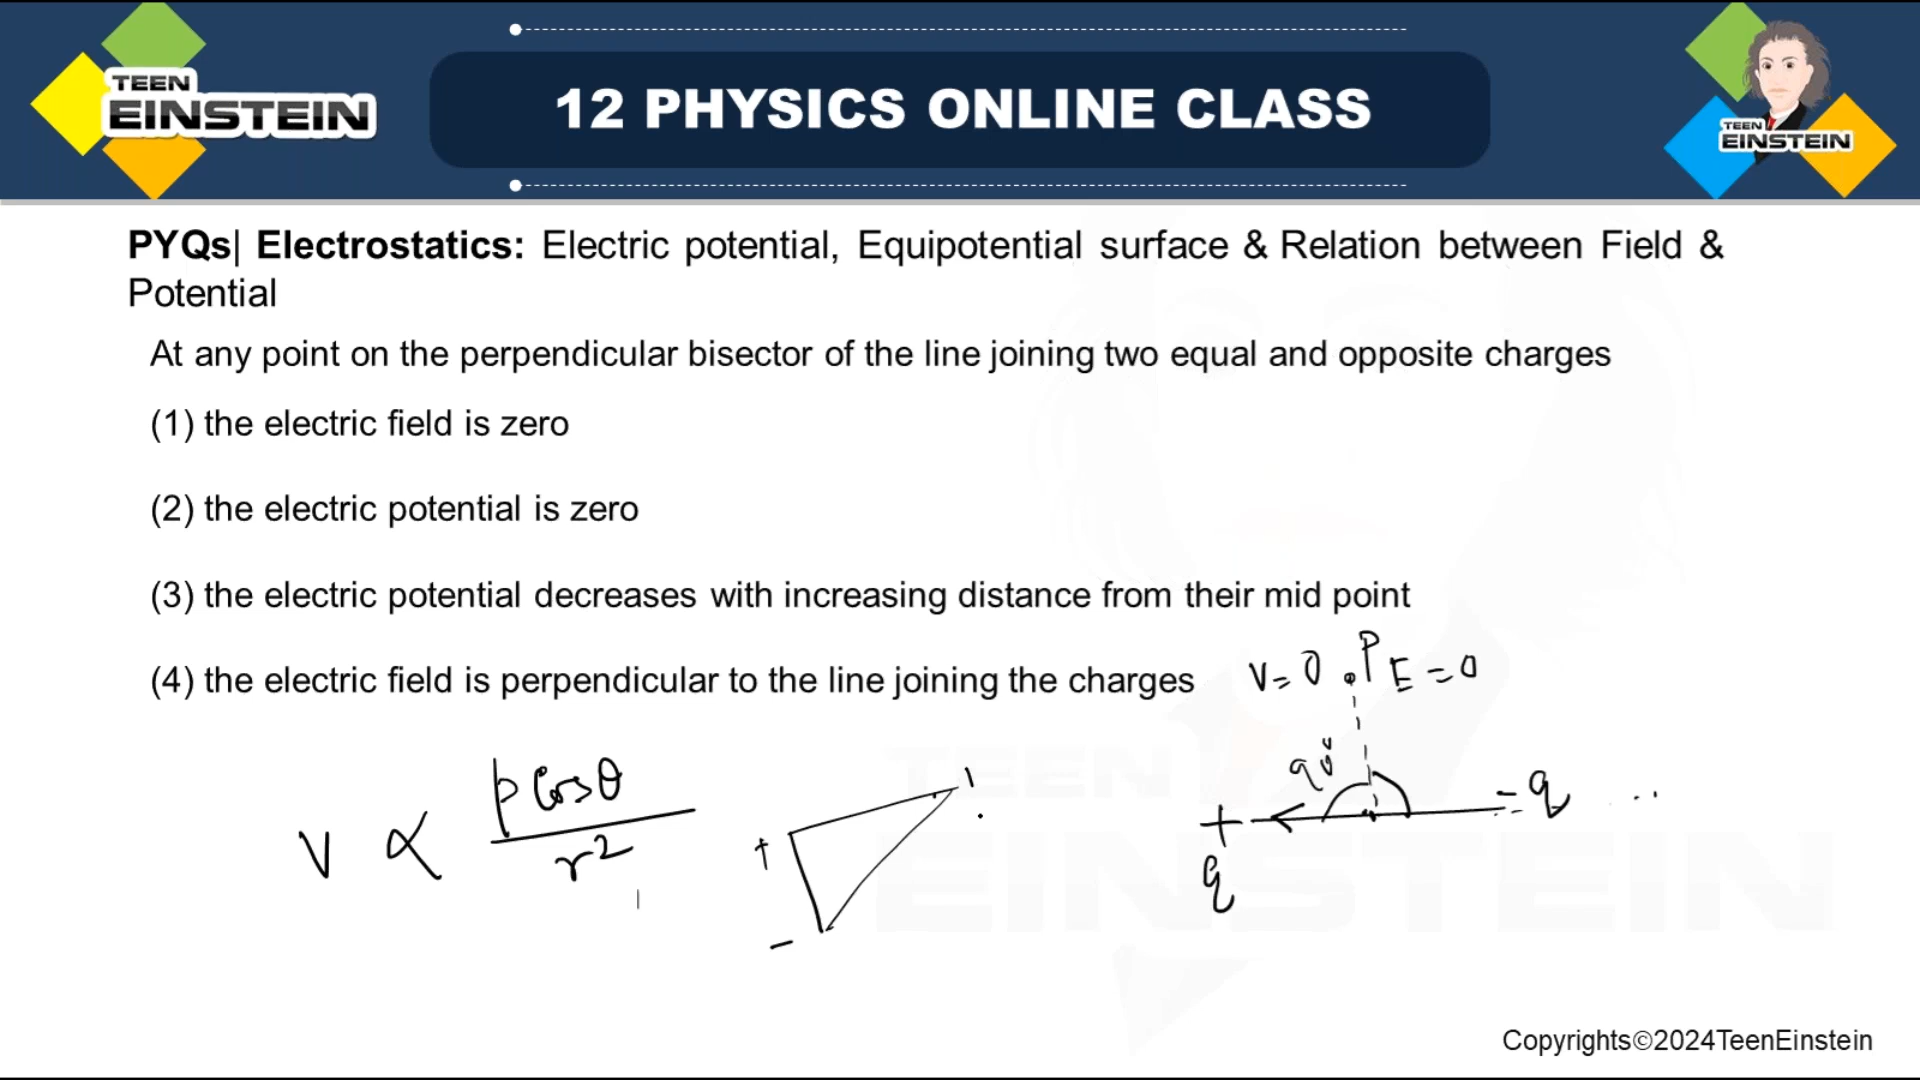 TEEN
EINSTEIN
12 PHYSICS ONLINE CLASS
TEEN
EINSTEIN
PYQs| Electrostatics: Electric potential, Equipotential surface & Relation between Field &
Potential
At any point on the perpendicular bisector of the line joining two equal and opposite charges
(1) the electric field is zero
(2) the electric potential is zero
(3) the electric potential decreases with increasing distance from their mid point
(4) the electric field is perpendicular to the line joining the charges
V=0 P E=0
V ∝ p Cosθ / r²
+
-
90°
+ q
- q
TEEN
EINSTEIN
Copyrights©2024TeenEinstein